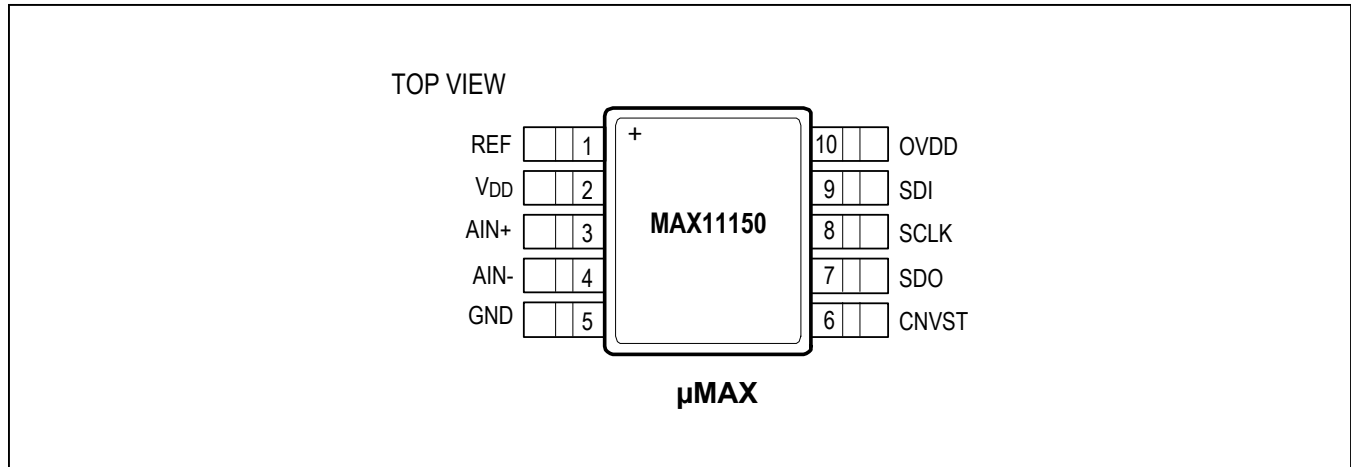 TOP VIEW
REF 1 + 10 OVDD
VDD 2 9 SDI
AIN+ 3 MAX11150 8 SCLK
AIN- 4 7 SDO
GND 5 6 CNVST
µMAX